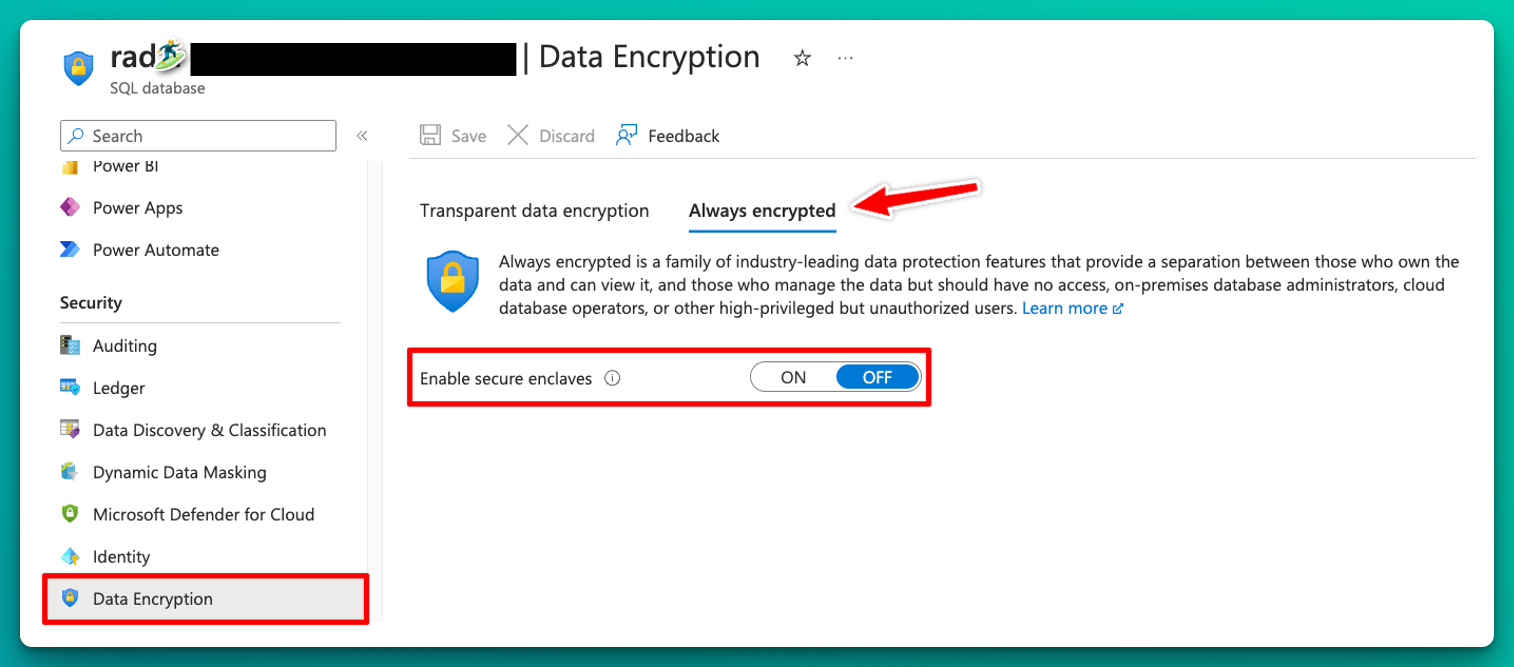 rad | Data Encryption
SQL database
Search
Save
Discard
Feedback
Power BI
Power Apps
Power Automate
Security
Auditing
Ledger
Data Discovery & Classification
Dynamic Data Masking
Microsoft Defender for Cloud
Identity
Data Encryption
Transparent data encryption
Always encrypted
Always encrypted is a family of industry-leading data protection features that provide a separation between those who own the
data and can view it, and those who manage the data but should have no access, on-premises database administrators, cloud
database operators, or other high-privileged but unauthorized users. Learn more
Enable secure enclaves
ON
OFF